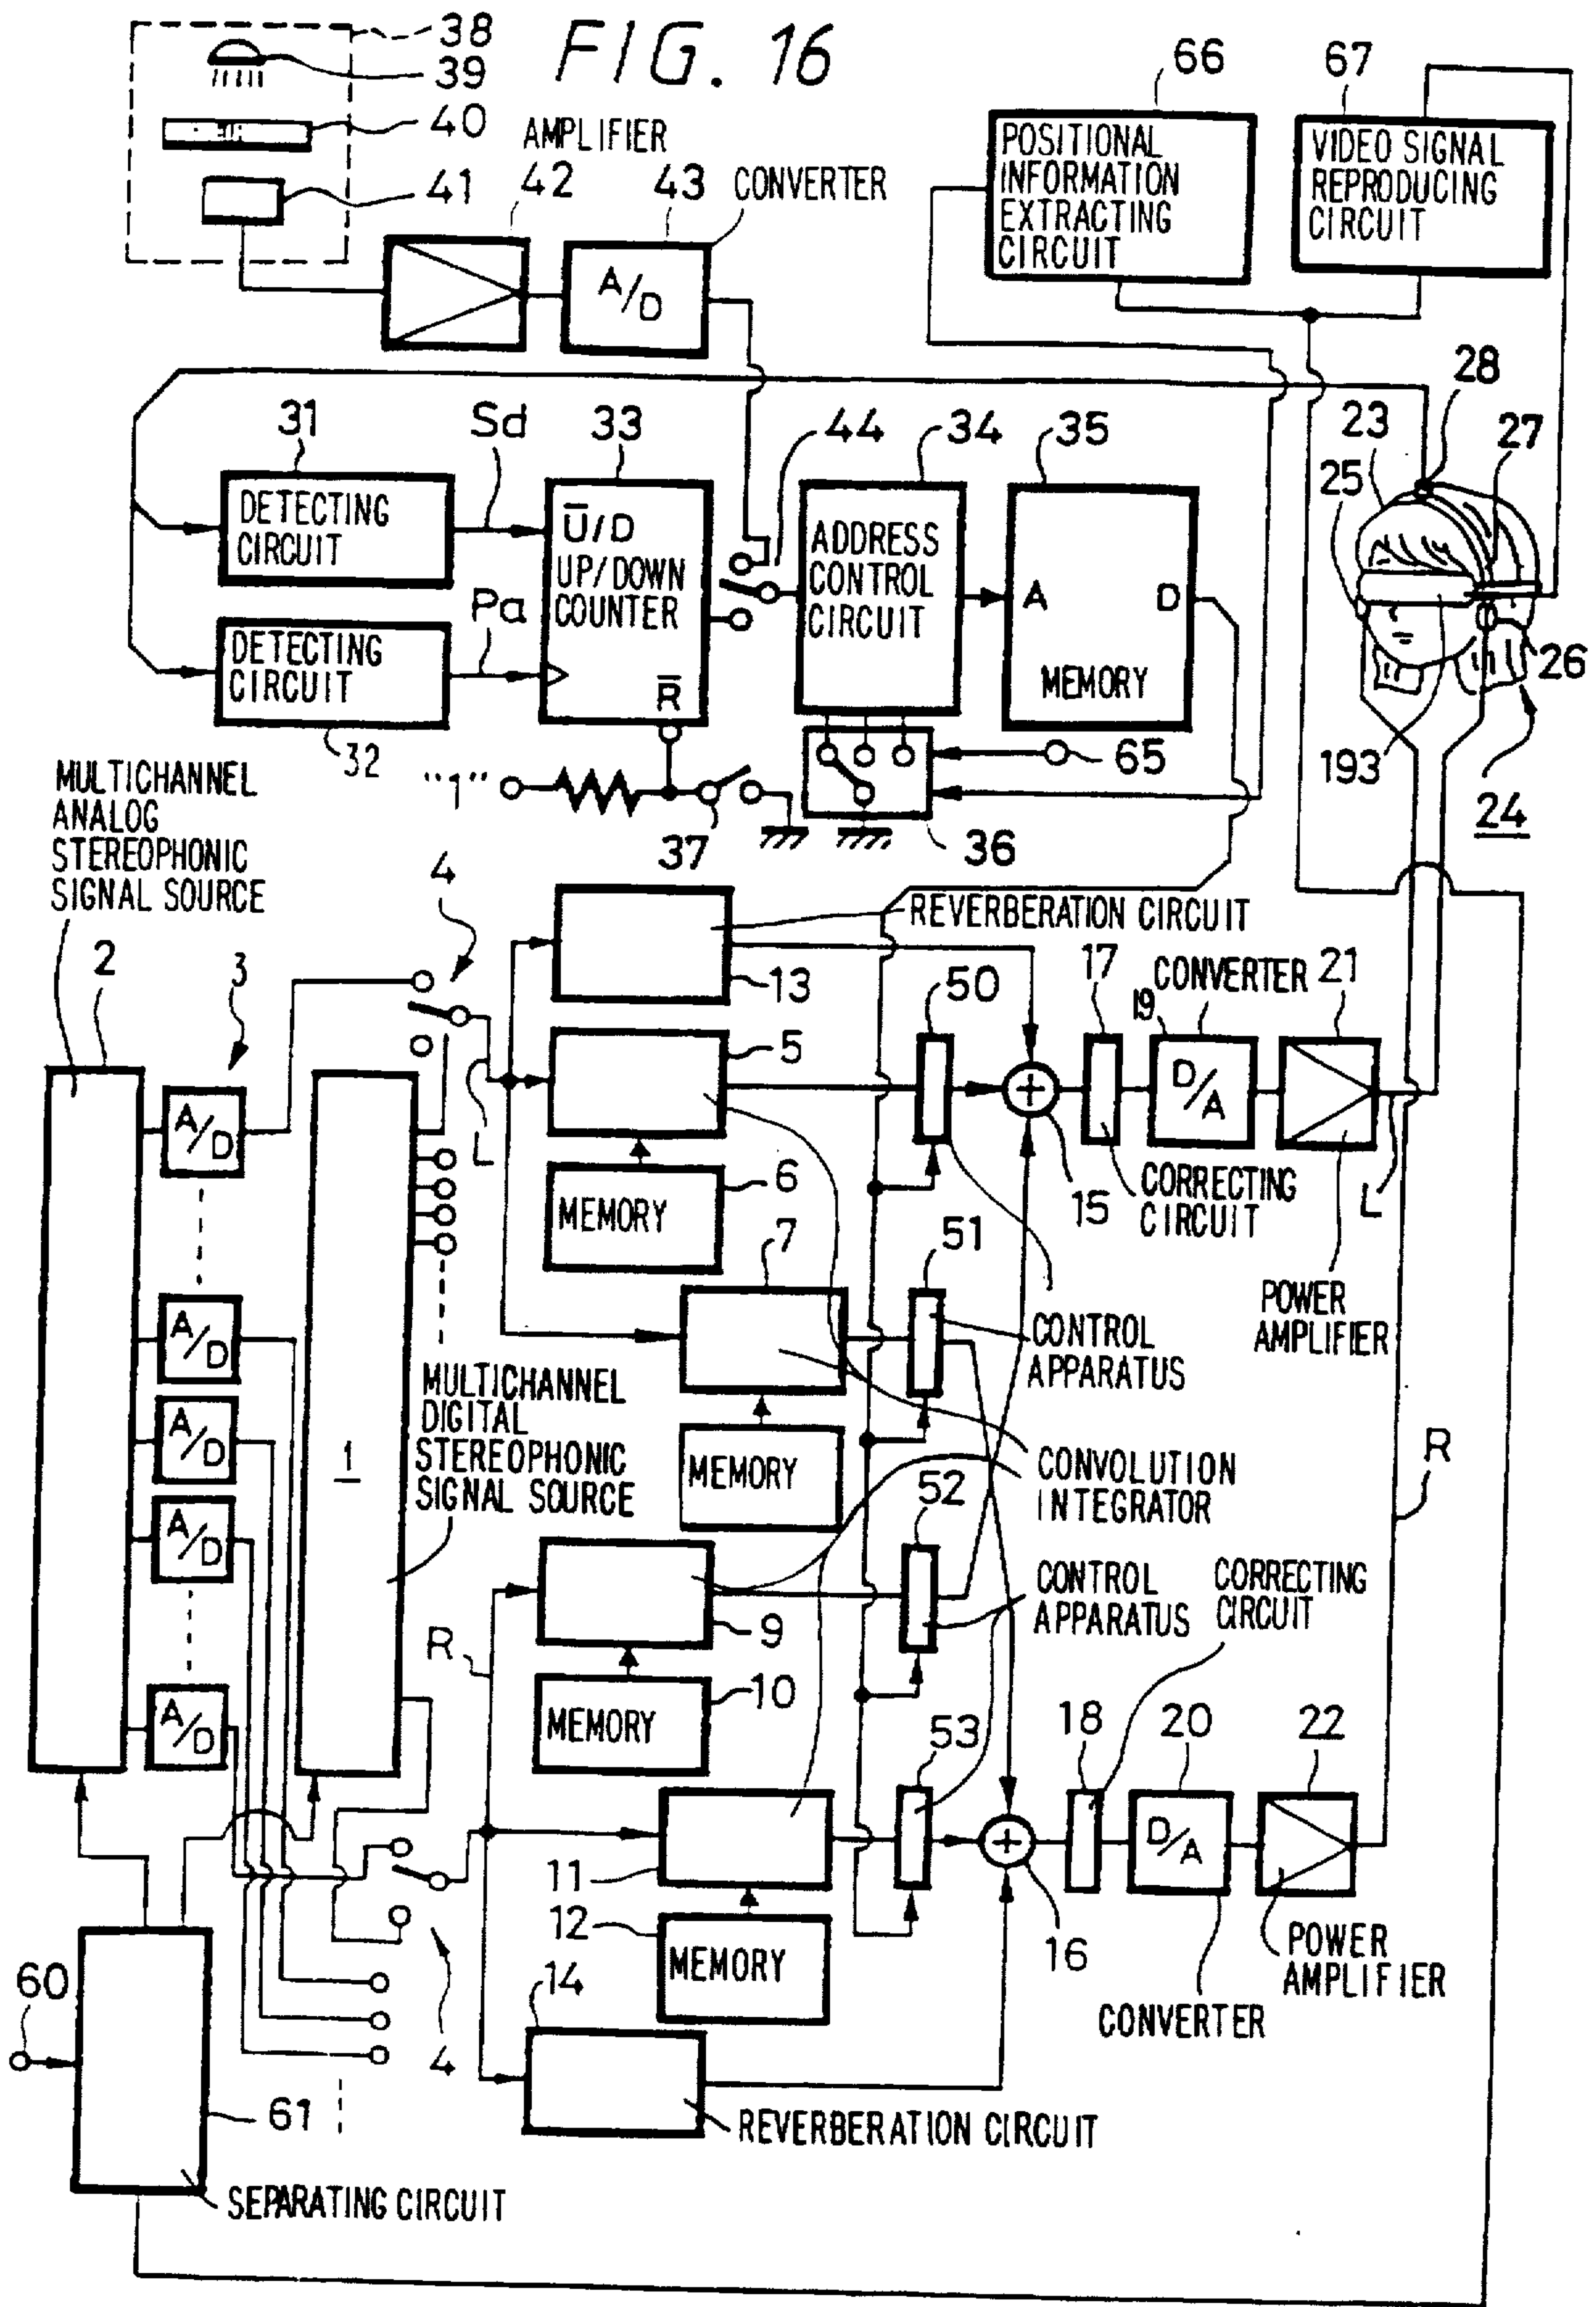 FIG. 16
38
39
40
41
AMPLIFIER
42
43
CONVERTER
A/D
66
POSITIONAL
INFORMATION
EXTRACTING
CIRCUIT
67
VIDEO SIGNAL
REPRODUCING
CIRCUIT
31
DETECTING
CIRCUIT
Sd
33
U̅/D
UP/DOWN
COUNTER
R̅
44
34
ADDRESS
CONTROL
CIRCUIT
35
A
D
MEMORY
DETECTING
CIRCUIT
32
Pa
"1"
37
36
65
28
23
25
27
26
193
24
MULTICHANNEL
ANALOG
STEREOPHONIC
SIGNAL SOURCE
2
3
4
A/D
A/D
A/D
A/D
A/D
1
MULTICHANNEL
DIGITAL
STEREOPHONIC
SIGNAL SOURCE
L
REVERBERATION CIRCUIT
13
5
MEMORY
6
7
MEMORY
50
51
15
17
CORRECTING
CIRCUIT
19
CONVERTER
D/A
21
POWER
AMPLIFIER
L
CONTROL
APPARATUS
CONVOLUTION
INTEGRATOR
R
9
MEMORY
10
52
CONTROL
APPARATUS
CORRECTING
CIRCUIT
R
11
12
MEMORY
53
16
18
20
D/A
CONVERTER
22
POWER
AMPLIFIER
4
14
REVERBERATION CIRCUIT
60
61
SEPARATING CIRCUIT